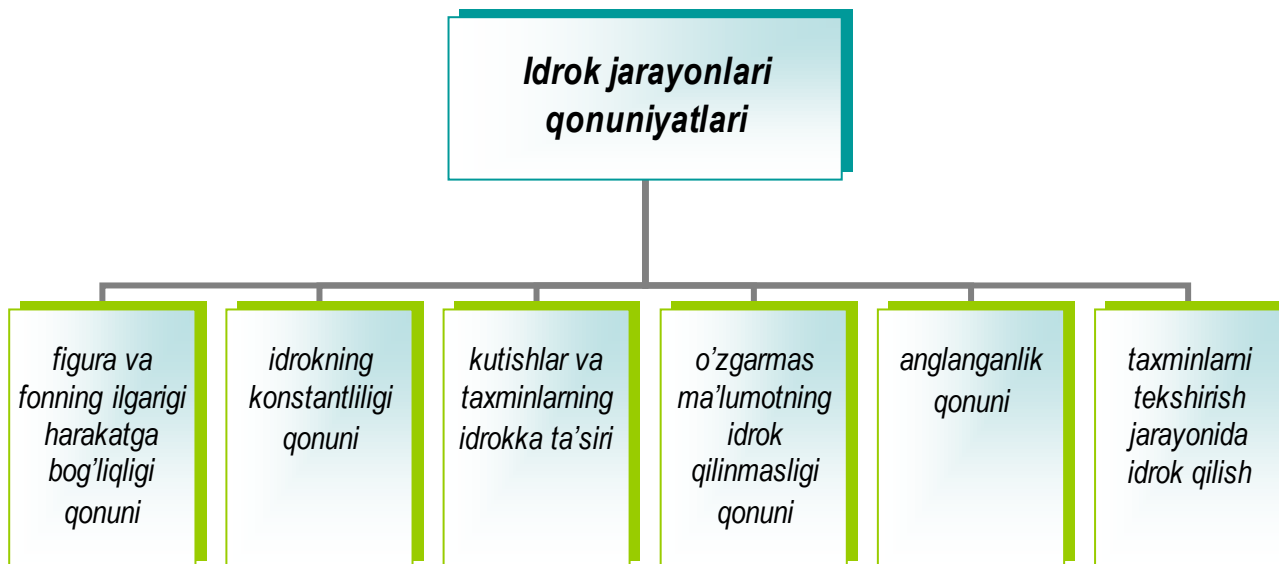 Idrok jarayonlari
qonuniyatlari
figura va
fonning ilgarigi
harakatga
bog’liqligi
qonuni
idrokning
konstantliligi
qonuni
kutishlar va
taxminlarning
idrokka ta’siri
o’zgarmas
ma’lumotning
idrok
qilinmasligi
qonuni
anglanganlik
qonuni
taxminlarni
tekshirish
jarayonida
idrok qilish